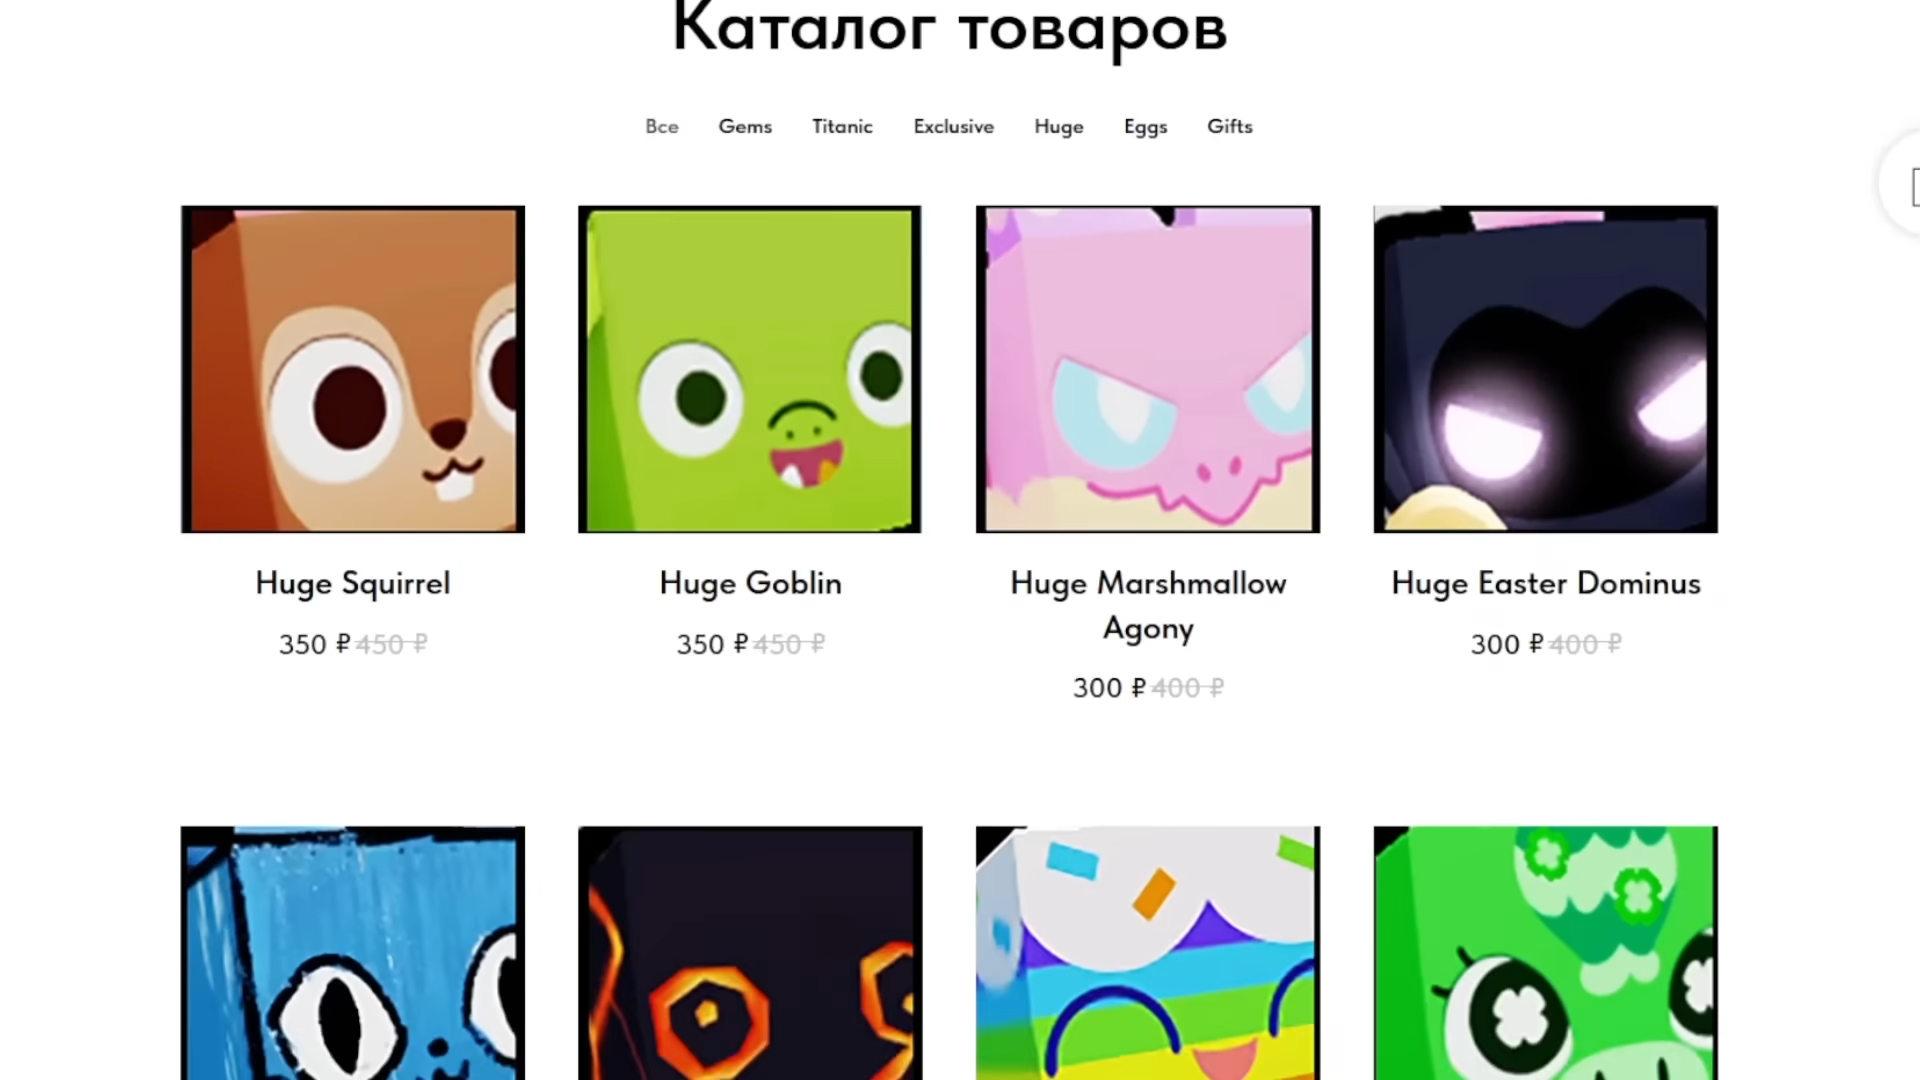 Каталог товаров
Все Gems Titanic Exclusive Huge Eggs Gifts
Huge Squirrel
350 ₽ 450 ₽
Huge Goblin
350 ₽ 450 ₽
Huge Marshmallow
Agony
300 ₽ 400 ₽
Huge Easter Dominus
300 ₽ 400 ₽